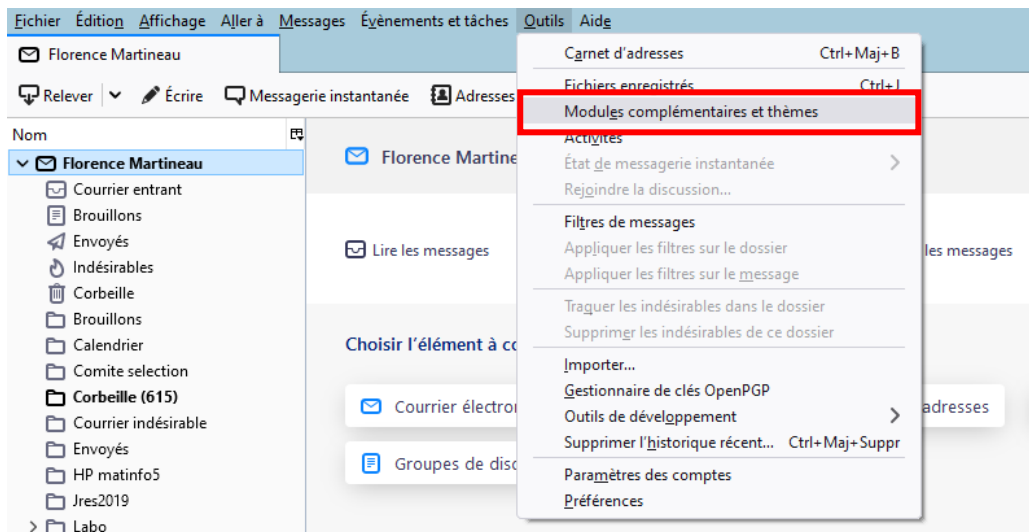 Fichier Édition Affichage Aller à Messages Évènements et tâches Outils Aide
Florence Martineau
Relever Écrire Messagerie instantanée Adresses
Nom
Florence Martineau
Courrier entrant
Brouillons
Envoyés
Indésirables
Corbeille
Brouillons
Calendrier
Comite selection
Corbeille (615)
Courrier indésirable
Envoyés
HP matinfo5
Jres2019
Labo
Florence Martine
Lire les messages
les messages
Choisir l'élément à co
Courrier électro
adresses
Groupes de disc
Carnet d'adresses Ctrl+Maj+B
Fichiers enregistrés Ctrl+J
Modules complémentaires et thèmes
Activités
État de messagerie instantanée
Rejoindre la discussion...
Filtres de messages
Appliquer les filtres sur le dossier
Appliquer les filtres sur le message
Traquer les indésirables dans le dossier
Supprimer les indésirables de ce dossier
Importer...
Gestionnaire de clés OpenPGP
Outils de développement
Supprimer l'historique récent... Ctrl+Maj+Suppr
Paramètres des comptes
Préférences